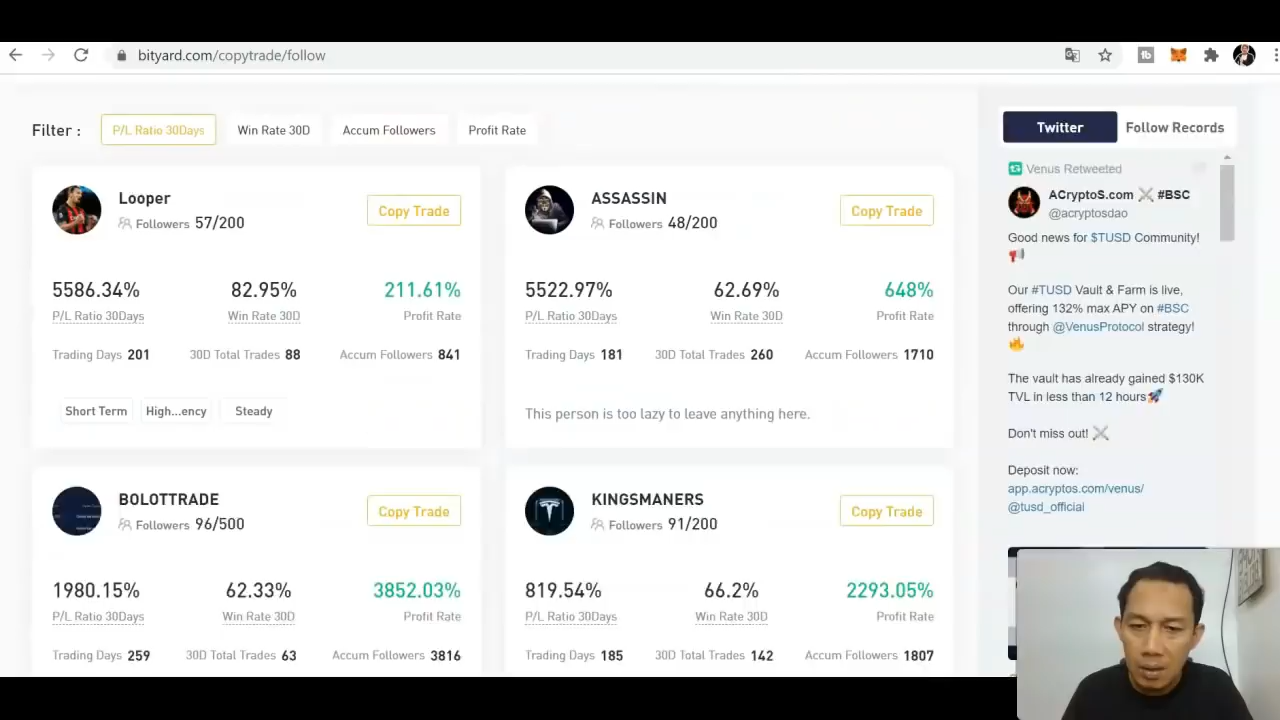 bityard.com/copytrade/follow
Filter :
P/L Ratio 30Days
Win Rate 30D
Accum Followers
Profit Rate
Looper
Followers 57/200
Copy Trade
5586.34% 82.95% 211.61%
P/L Ratio 30Days Win Rate 30D Profit Rate
Trading Days 201 30D Total Trades 88 Accum Followers 841
Short Term High...ency Steady
ASSASSIN
Followers 48/200
Copy Trade
5522.97% 62.69% 648%
P/L Ratio 30Days Win Rate 30D Profit Rate
Trading Days 181 30D Total Trades 260 Accum Followers 1710
This person is too lazy to leave anything here.
BOLOTTRADE
Followers 96/500
Copy Trade
1980.15% 62.33% 3852.03%
P/L Ratio 30Days Win Rate 30D Profit Rate
Trading Days 259 30D Total Trades 63 Accum Followers 3816
KINGSMANERS
Followers 91/200
Copy Trade
819.54% 66.2% 2293.05%
P/L Ratio 30Days Win Rate 30D Profit Rate
Trading Days 185 30D Total Trades 142 Accum Followers 1807
Twitter Follow Records
Venus Retweeted
ACryptoS.com ⚔️ #BSC
@acryptosdao
Good news for $TUSD Community!
📢
Our #TUSD Vault & Farm is live,
offering 132% max APY on #BSC
through @VenusProtocol strategy!
🔥
The vault has already gained $130K
TVL in less than 12 hours🚀
Don't miss out! ⚔️
Deposit now:
app.acryptos.com/venus/
@tusd_official